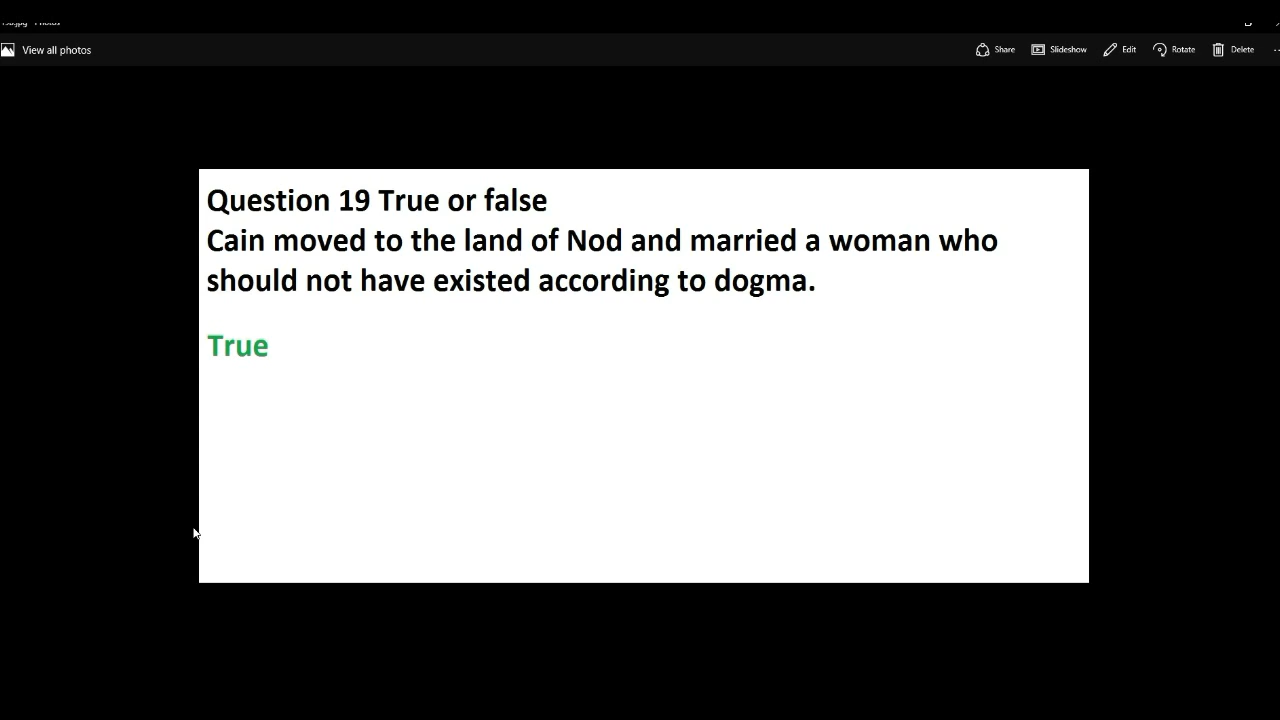 View all photos
Share
Slideshow
Edit
Rotate
Delete
Question 19 True or false
Cain moved to the land of Nod and married a woman who
should not have existed according to dogma.
True